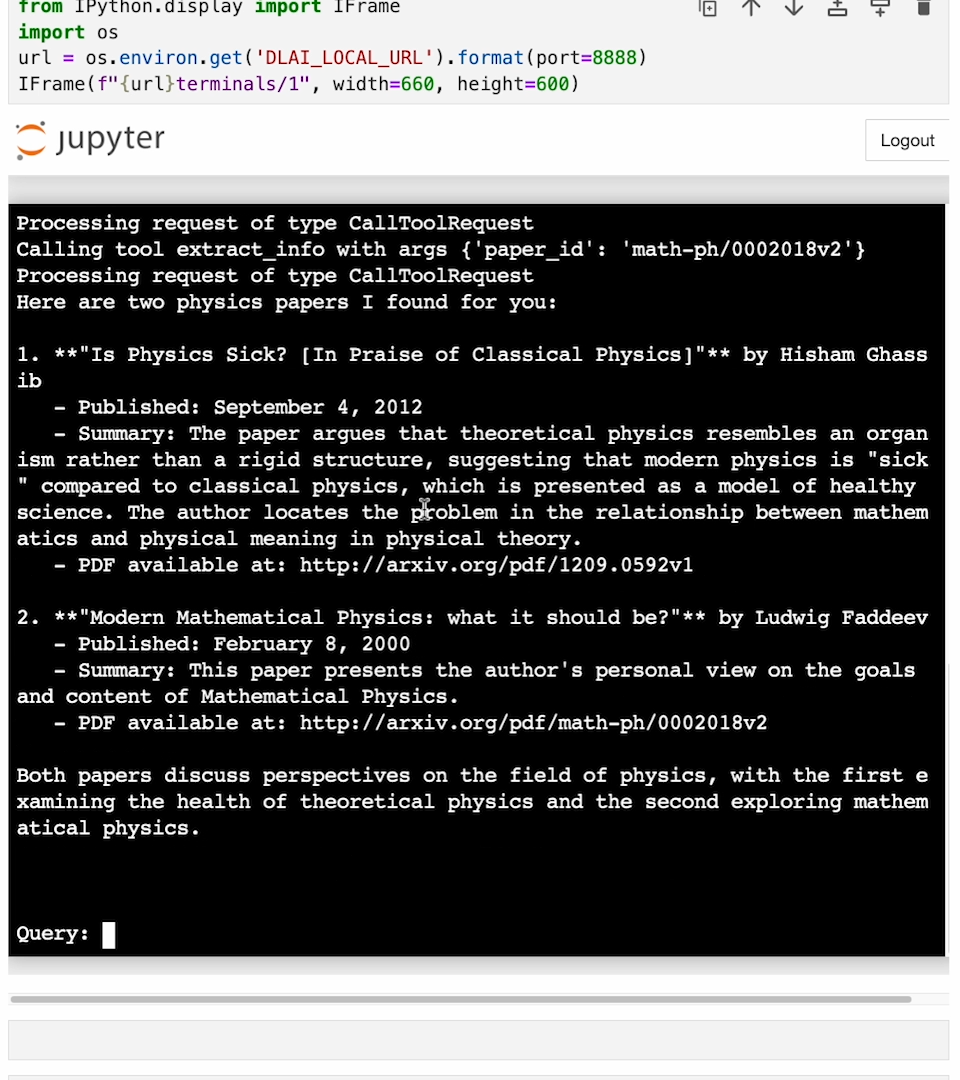 from IPython.display import IFrame
import os
url = os.environ.get('DLAI_LOCAL_URL').format(port=8888)
IFrame(f"{url}terminals/1", width=660, height=600)
jupyter
Logout
Processing request of type CallToolRequest
Calling tool extract_info with args {'paper_id': 'math-ph/0002018v2'}
Processing request of type CallToolRequest
Here are two physics papers I found for you:
1. **"Is Physics Sick? [In Praise of Classical Physics]"** by Hisham Ghass
ib
- Published: September 4, 2012
- Summary: The paper argues that theoretical physics resembles an organ
ism rather than a rigid structure, suggesting that modern physics is "sick
" compared to classical physics, which is presented as a model of healthy
science. The author locates the problem in the relationship between mathem
atics and physical meaning in physical theory.
- PDF available at: http://arxiv.org/pdf/1209.0592v1
2. **"Modern Mathematical Physics: what it should be?"** by Ludwig Faddeev
- Published: February 8, 2000
- Summary: This paper presents the author's personal view on the goals
and content of Mathematical Physics.
- PDF available at: http://arxiv.org/pdf/math-ph/0002018v2
Both papers discuss perspectives on the field of physics, with the first e
xamining the health of theoretical physics and the second exploring mathem
atical physics.
Query: